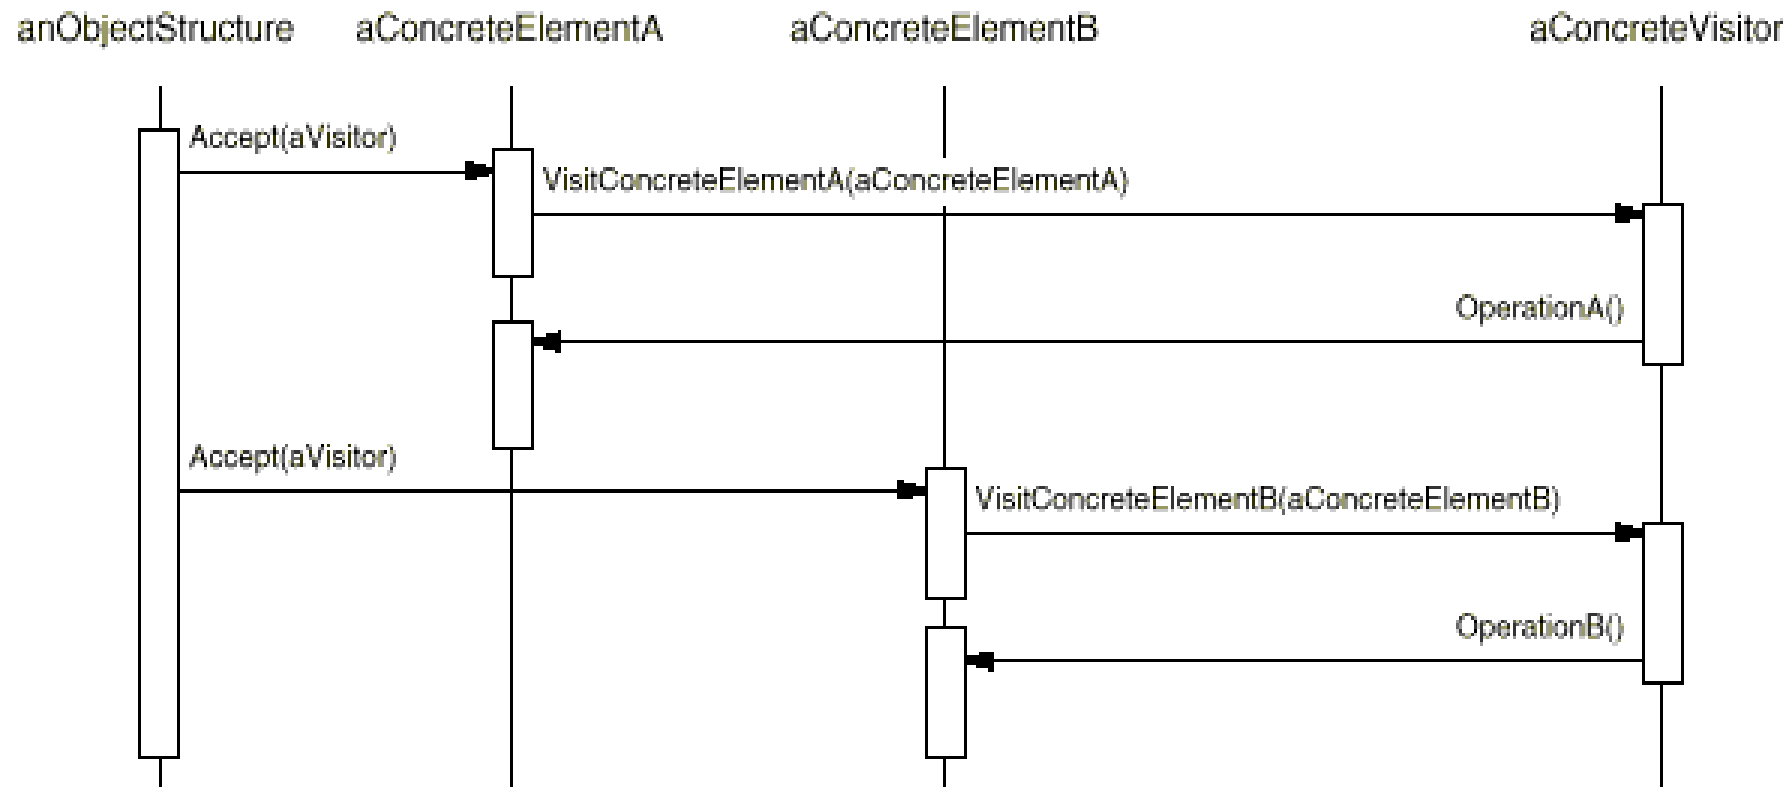 anObjectStructure aConcreteElementA aConcreteElementB aConcreteVisitor
Accept(aVisitor)
VisitConcreteElementA(aConcreteElementA)
OperationA()
Accept(aVisitor)
VisitConcreteElementB(aConcreteElementB)
OperationB()